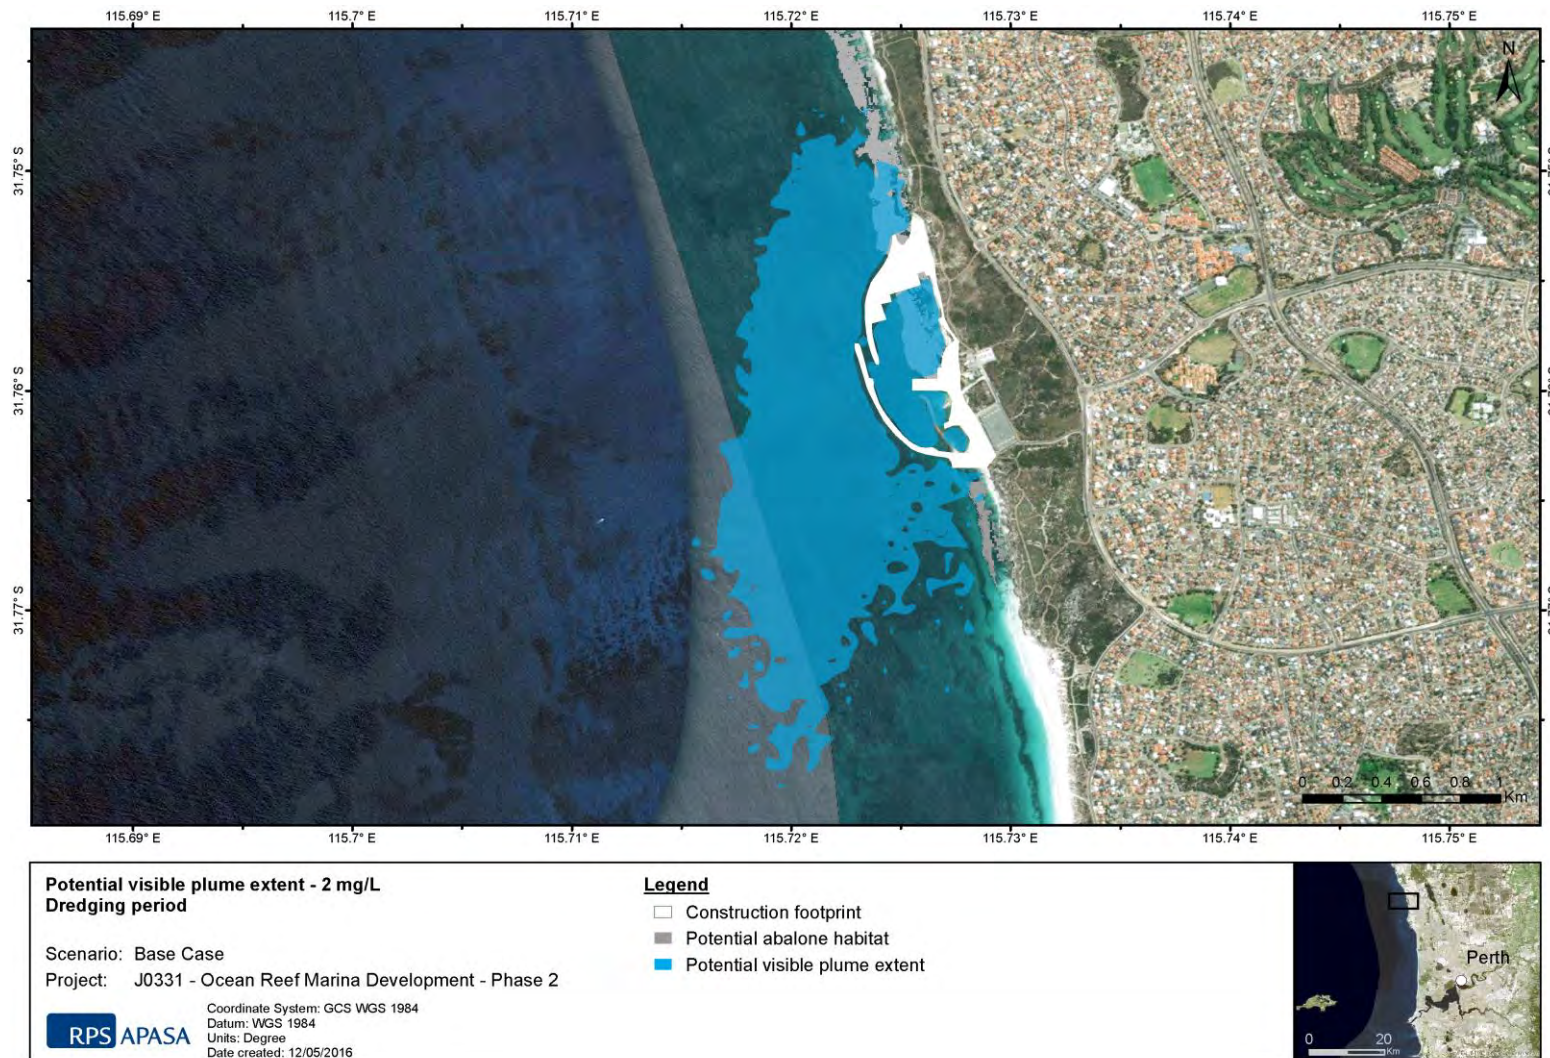 115.69° E 115.7° E 115.71° E 115.72° E 115.73° E 115.74° E 115.75° E
N
31.75° S
31.76° S
31.77° S
0 0.2 0.4 0.6 0.8 1
Km
115.69° E 115.7° E 115.71° E 115.72° E 115.73° E 115.74° E 115.75° E
Potential visible plume extent - 2 mg/L
Dredging period
Scenario: Base Case
Project: J0331 - Ocean Reef Marina Development - Phase 2
RPS APASA
Coordinate System: GCS WGS 1984
Datum: WGS 1984
Units: Degree
Date created: 12/05/2016
Legend
Construction footprint
Potential abalone habitat
Potential visible plume extent
Perth
0 20
Km